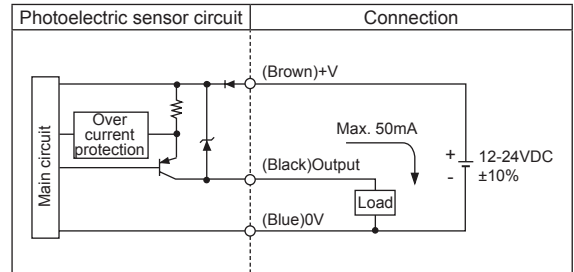 Photoelectric sensor circuit
Connection
(Brown)+V
Over
current
protection
Main circuit
Max. 50mA
(Black)Output
+
-
12-24VDC
±10%
Load
(Blue)0V